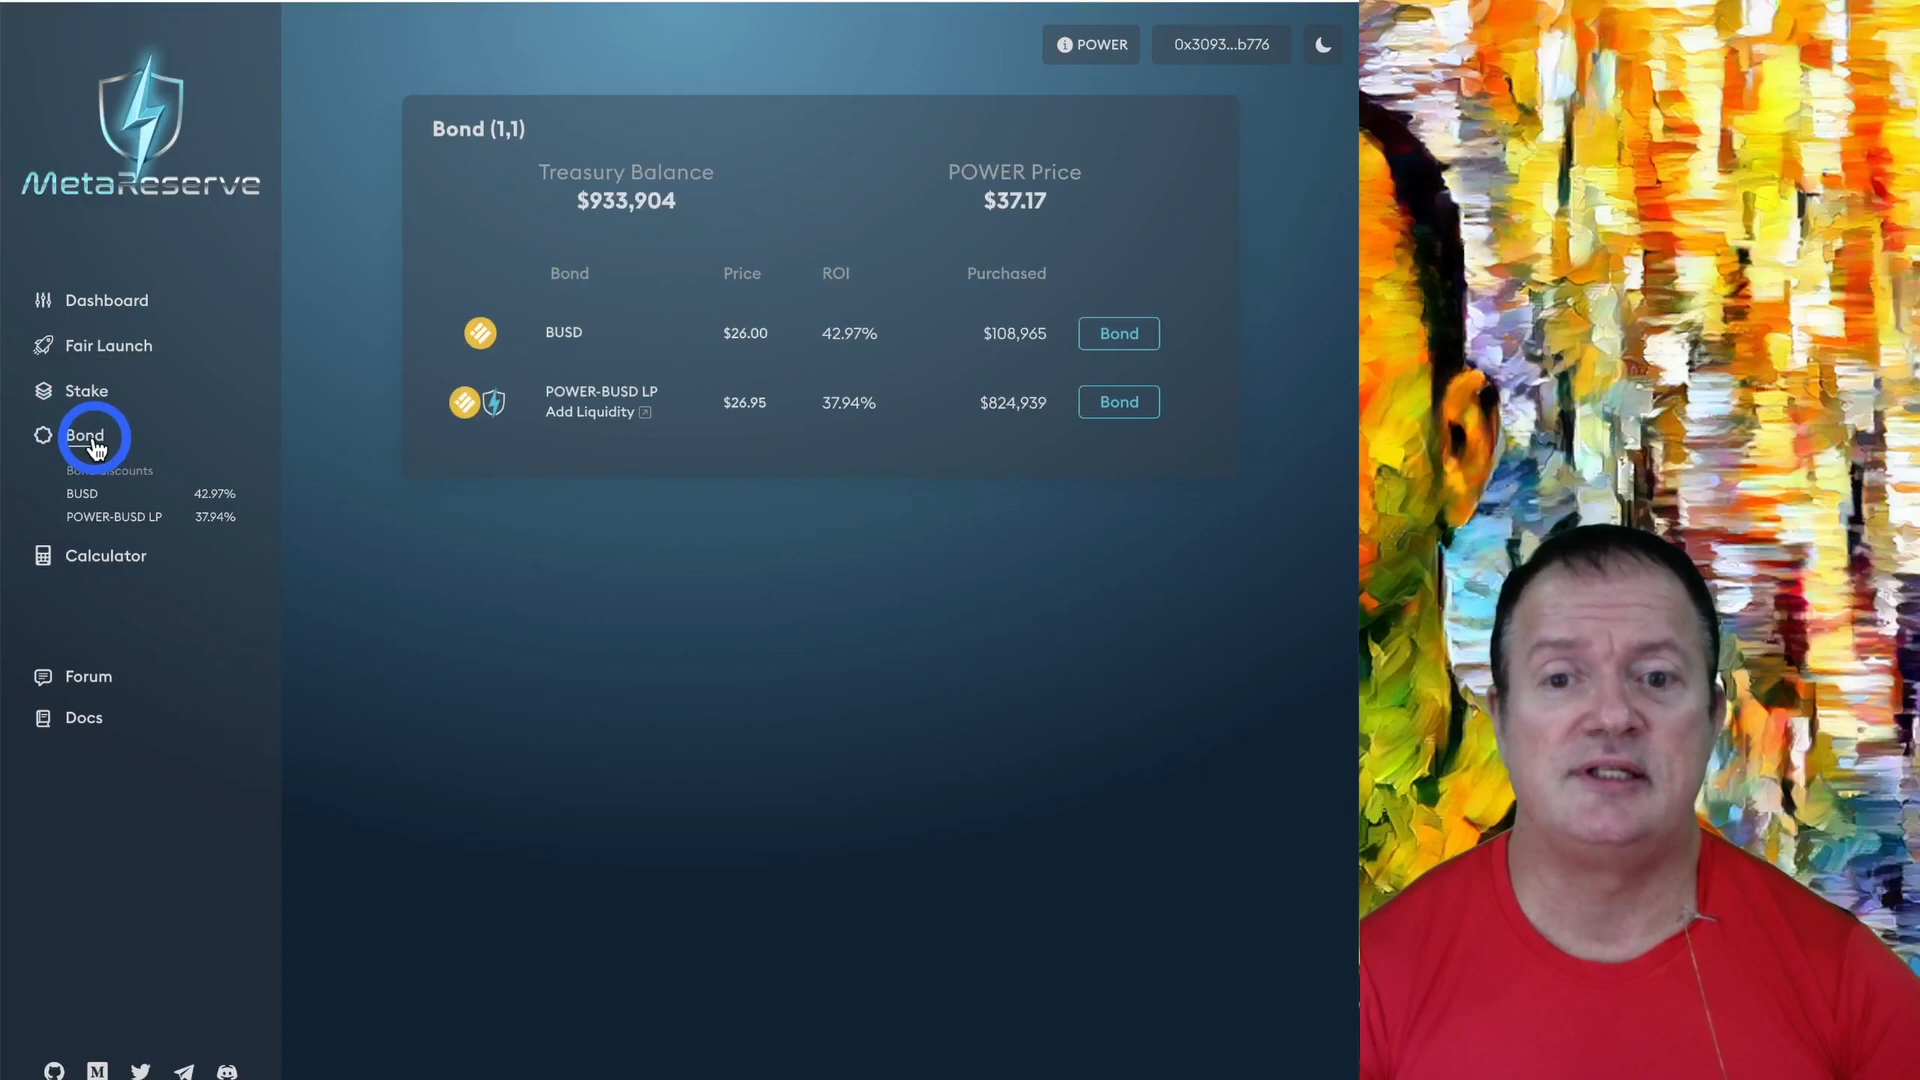 MetaReserve
Dashboard
Fair Launch
Stake
Bond
BUSD 42.97%
POWER-BUSD LP 37.94%
Calculator
Forum
Docs
POWER
0x3093...b776
Bond (1,1)
Treasury Balance POWER Price
$933,904 $37.17
Bond Price ROI Purchased
BUSD $26.00 42.97% $108,965 Bond
POWER-BUSD LP $26.95 37.94% $824,939 Bond
Add Liquidity